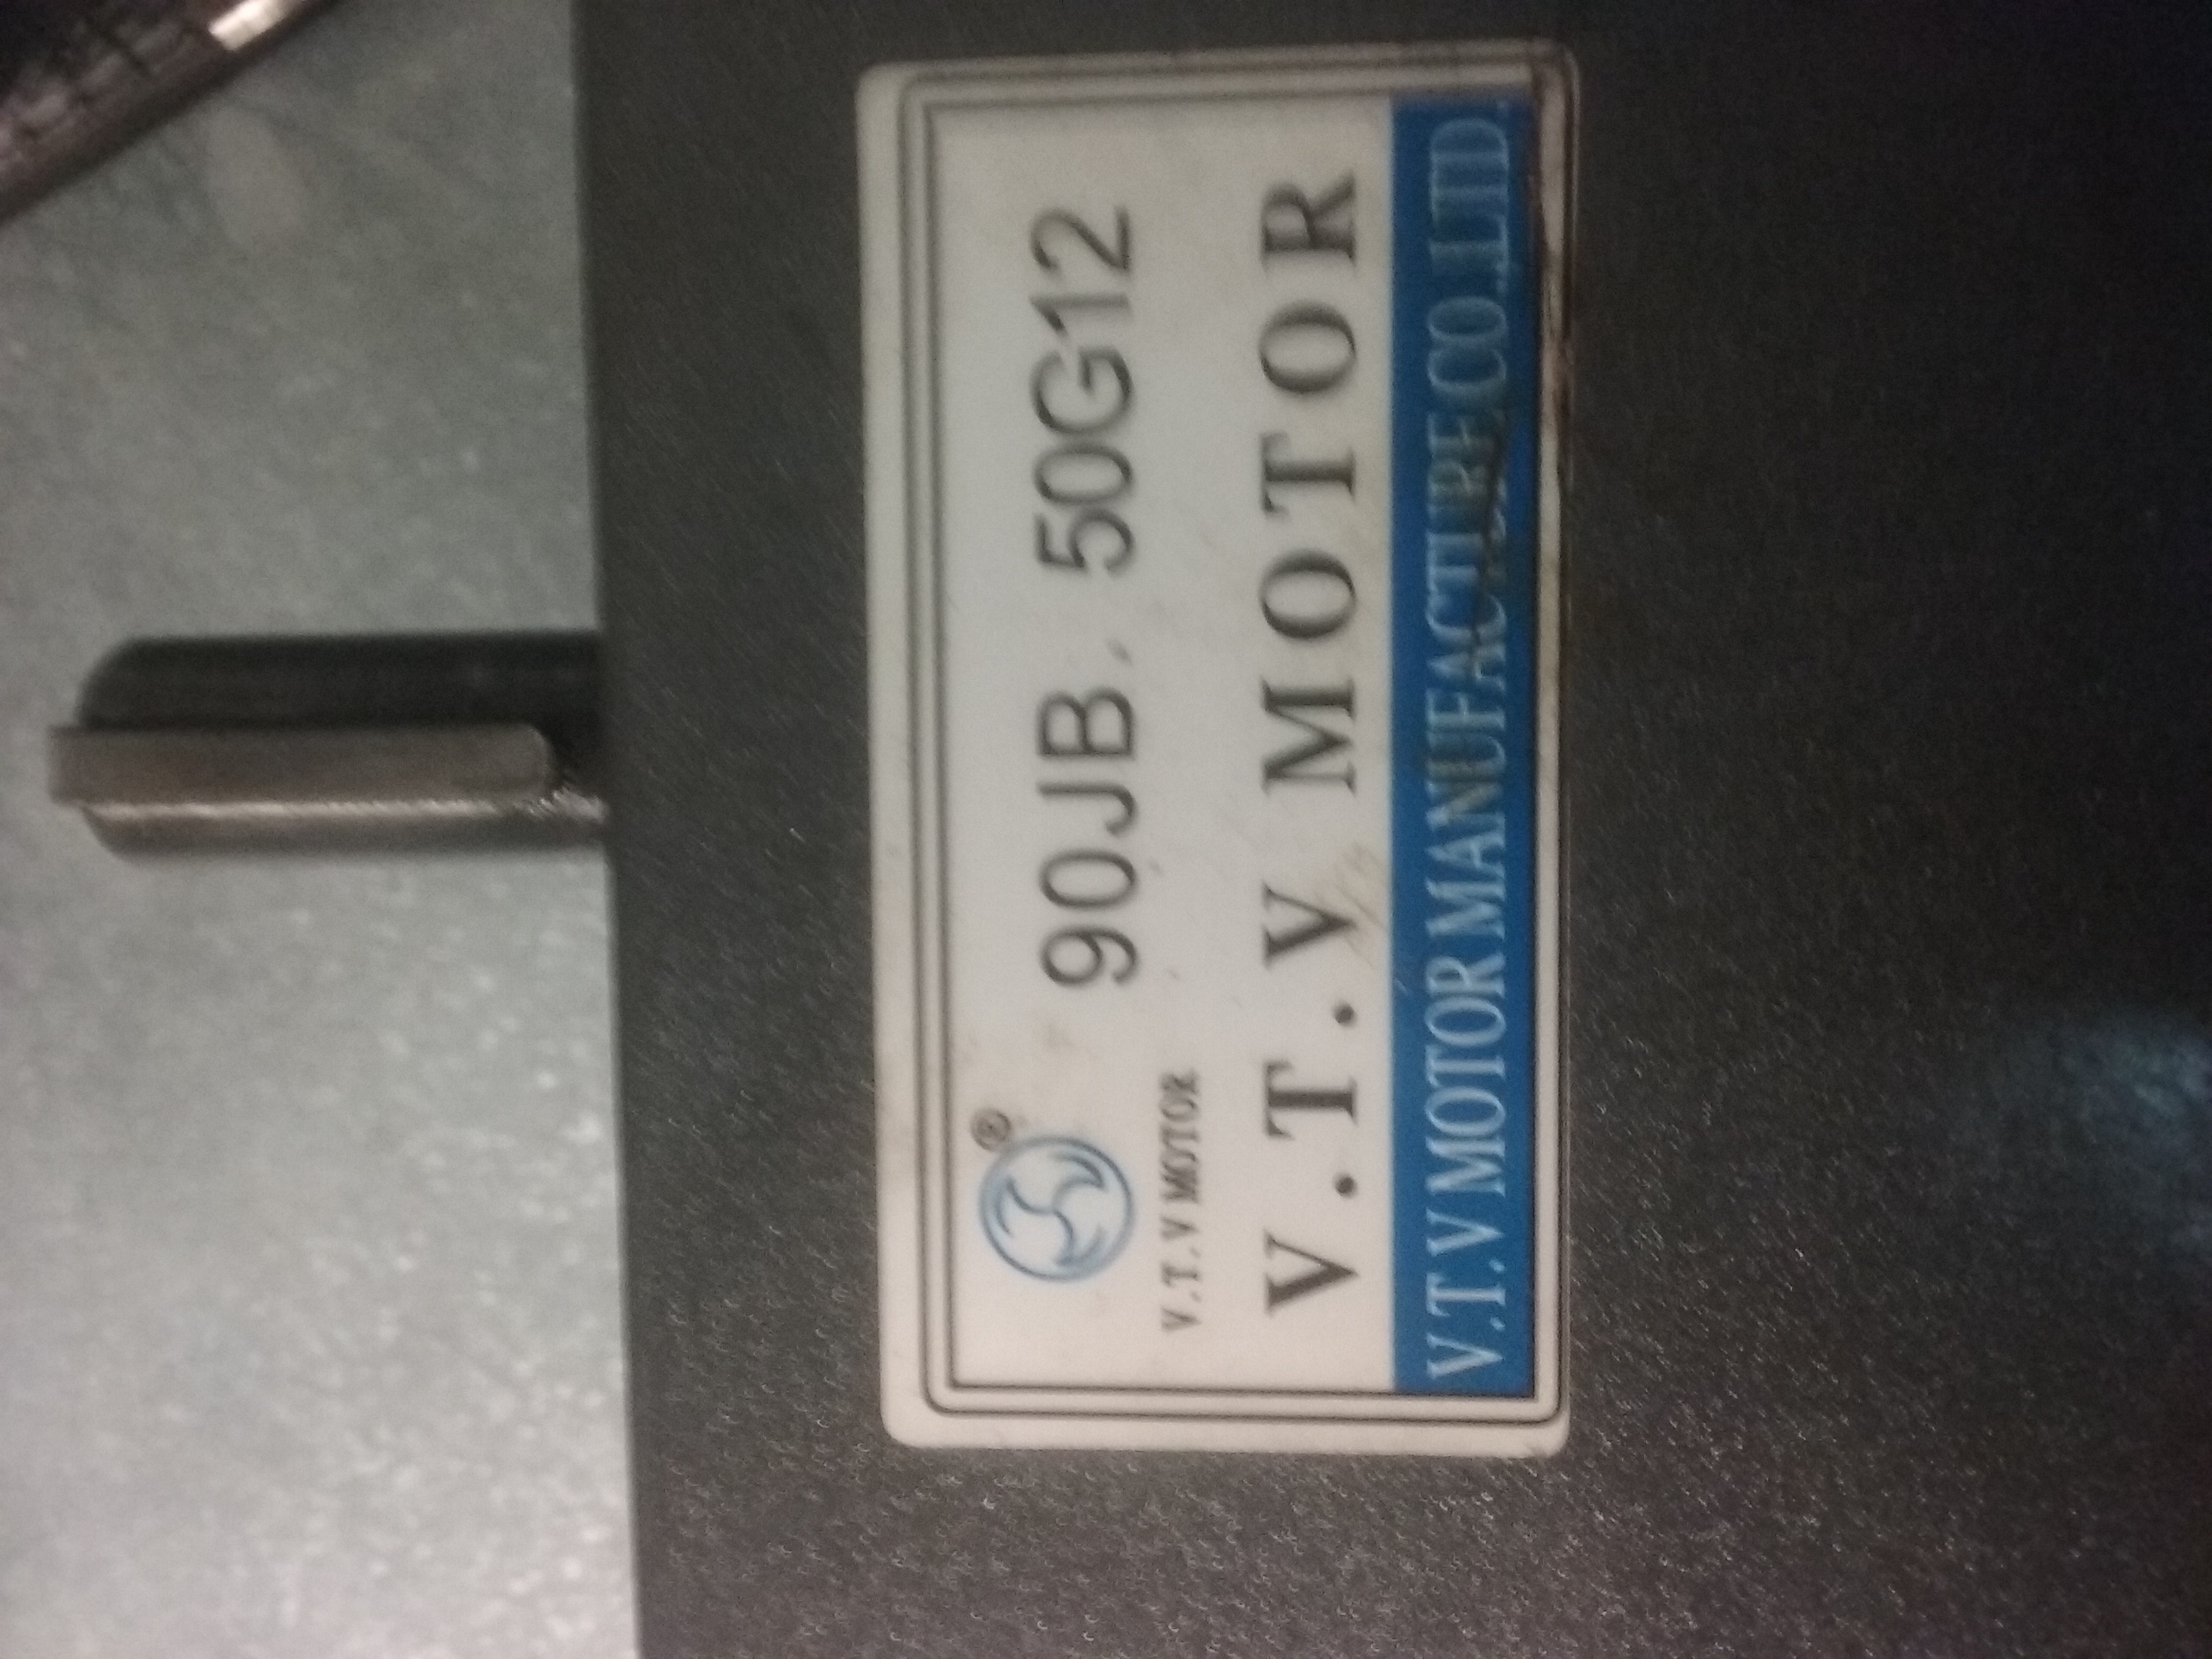 ®
90JB. 50G12
V.T.V MOTOR
V.T.V MOTOR
V.T.V MOTOR MANUFACTURE CO.LTD.